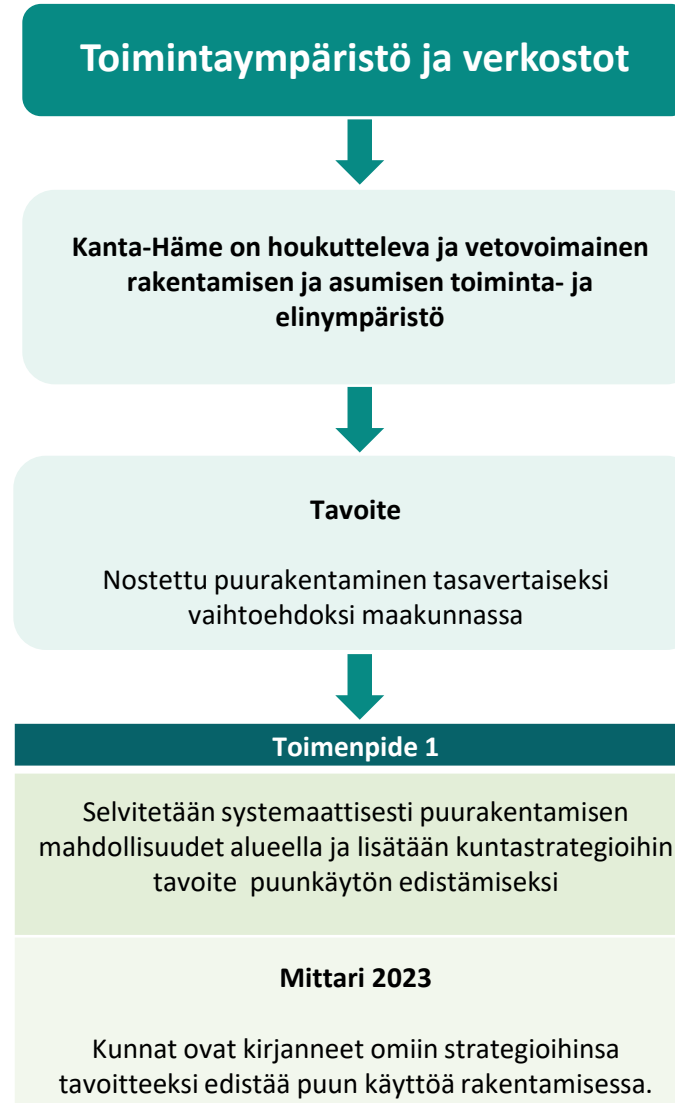 Toimintaympäristö ja verkostot
Kanta-Häme on houkutteleva ja vetovoimainen
rakentamisen ja asumisen toiminta- ja
elinympäristö
Tavoite
Nostettu puurakentaminen tasavertaiseksi
vaihtoehdoksi maakunnassa
Toimenpide 1
Selvitetään systemaattisesti puurakentamisen
mahdollisuudet alueella ja lisätään kuntastrategioihin
tavoite puunkäytön edistämiseksi
Mittari 2023
Kunnat ovat kirjanneet omiin strategioihinsa
tavoitteeksi edistää puun käyttöä rakentamisessa.